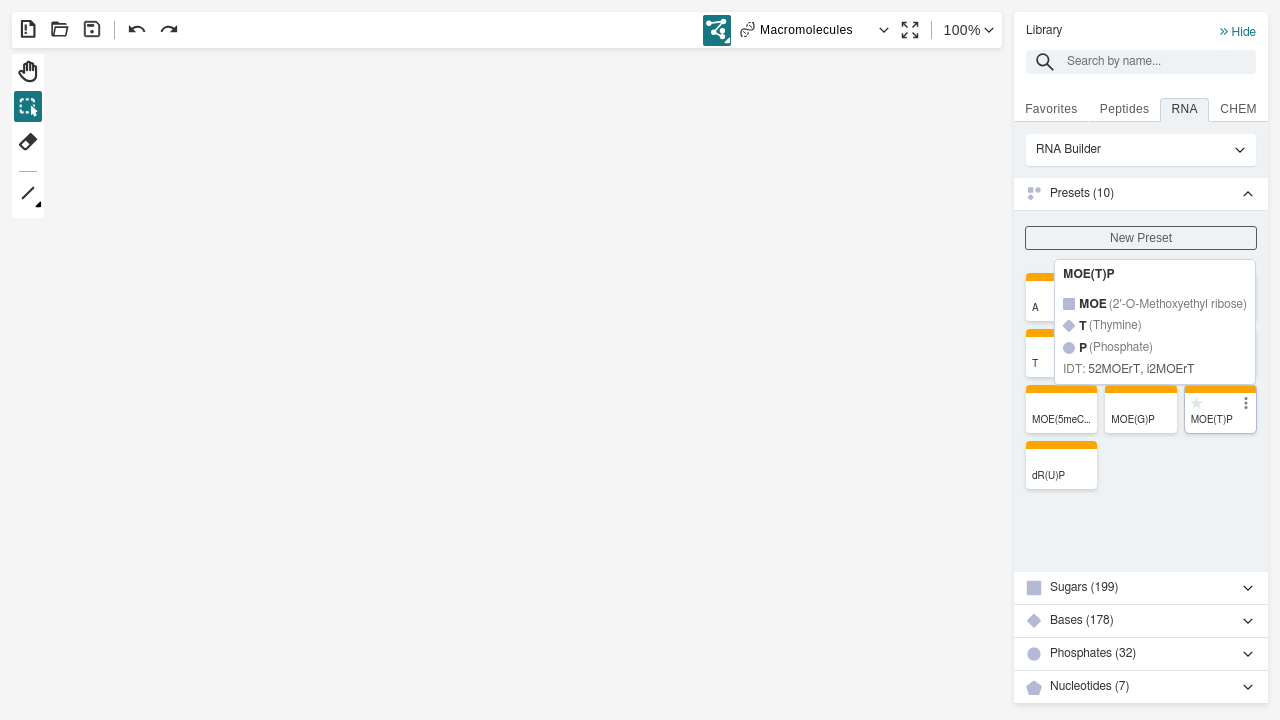 Macromolecules
100%
Library
Hide
Search by name...
Favorites
Peptides
RNA
CHEM
RNA Builder
Presets (10)
New Preset
A
T
MOE(T)P
MOE (2'-O-Methoxyethyl ribose)
T (Thymine)
P (Phosphate)
IDT: 52MOErT, i2MOErT
MOE(5meC...
MOE(G)P
MOE(T)P
dR(U)P
Sugars (199)
Bases (178)
Phosphates (32)
Nucleotides (7)